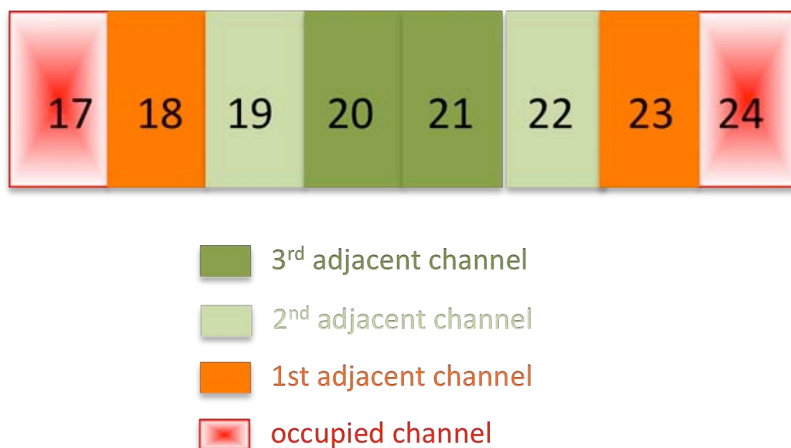 17 18 19 20 21 22 23 24
3rd adjacent channel
2nd adjacent channel
1st adjacent channel
occupied channel